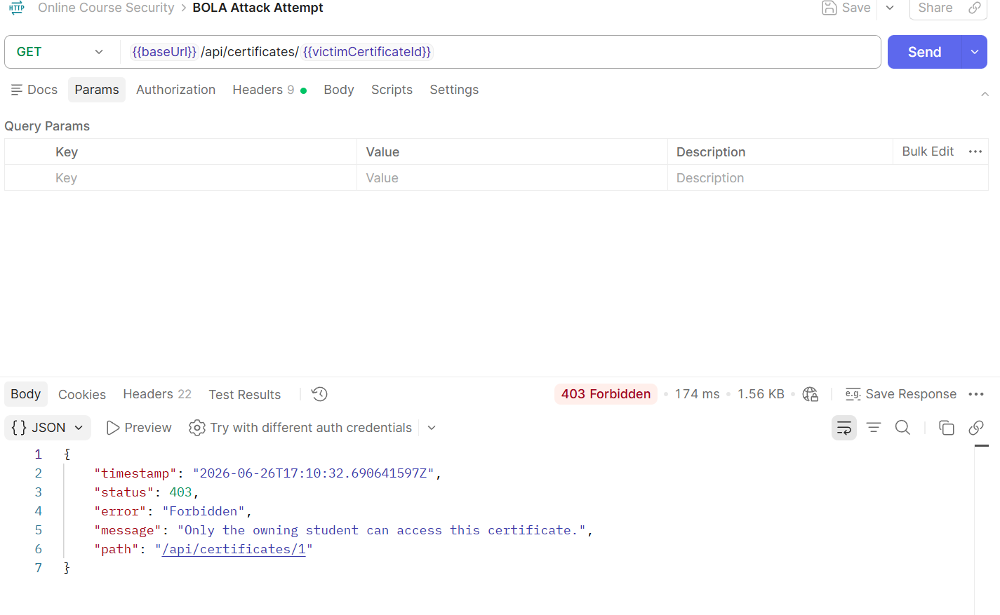 HTTP Online Course Security > BOLA Attack Attempt Save Share
GET {{baseUrl}} /api/certificates/ {{victimCertificateId}} Send
Docs Params Authorization Headers 9 Body Scripts Settings
Query Params
Key Value Description Bulk Edit
Key Value Description
Body Cookies Headers 22 Test Results 403 Forbidden • 174 ms • 1.56 KB e.g. Save Response
{} JSON Preview Try with different auth credentials
1 {
2 "timestamp": "2026-06-26T17:10:32.690641597Z",
3 "status": 403,
4 "error": "Forbidden",
5 "message": "Only the owning student can access this certificate.",
6 "path": "/api/certificates/1"
7 }